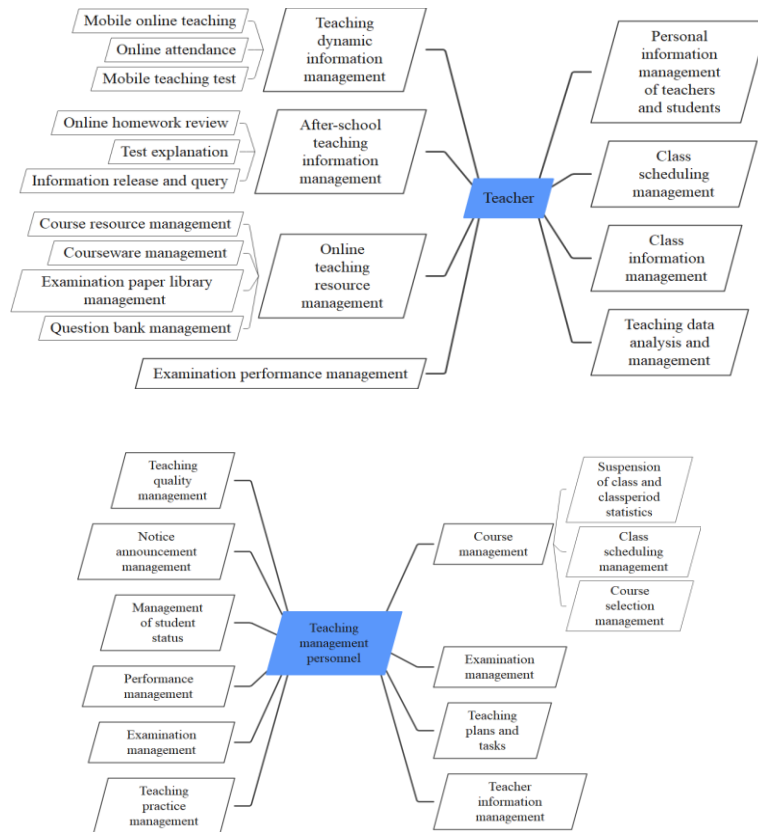 Mobile online teaching
Online attendance
Mobile teaching test
Teaching
dynamic
information
management
Online homework review
Test explanation
Information release and query
After-school
teaching
information
management
Course resource management
Courseware management
Examination paper library
management
Question bank management
Online
teaching
resource
management
Examination performance management
Teacher
Personal
information
management
of teachers
and students
Class
scheduling
management
Class
information
management
Teaching data
analysis and
management
Teaching
quality
management
Notice
announcement
management
Management
of student
status
Performance
management
Examination
management
Teaching
practice
management
Teaching
management
personnel
Course
management
Suspension
of class and
classperiod
statistics
Class
scheduling
management
Course
selection
management
Examination
management
Teaching
plans and
tasks
Teacher
information
management